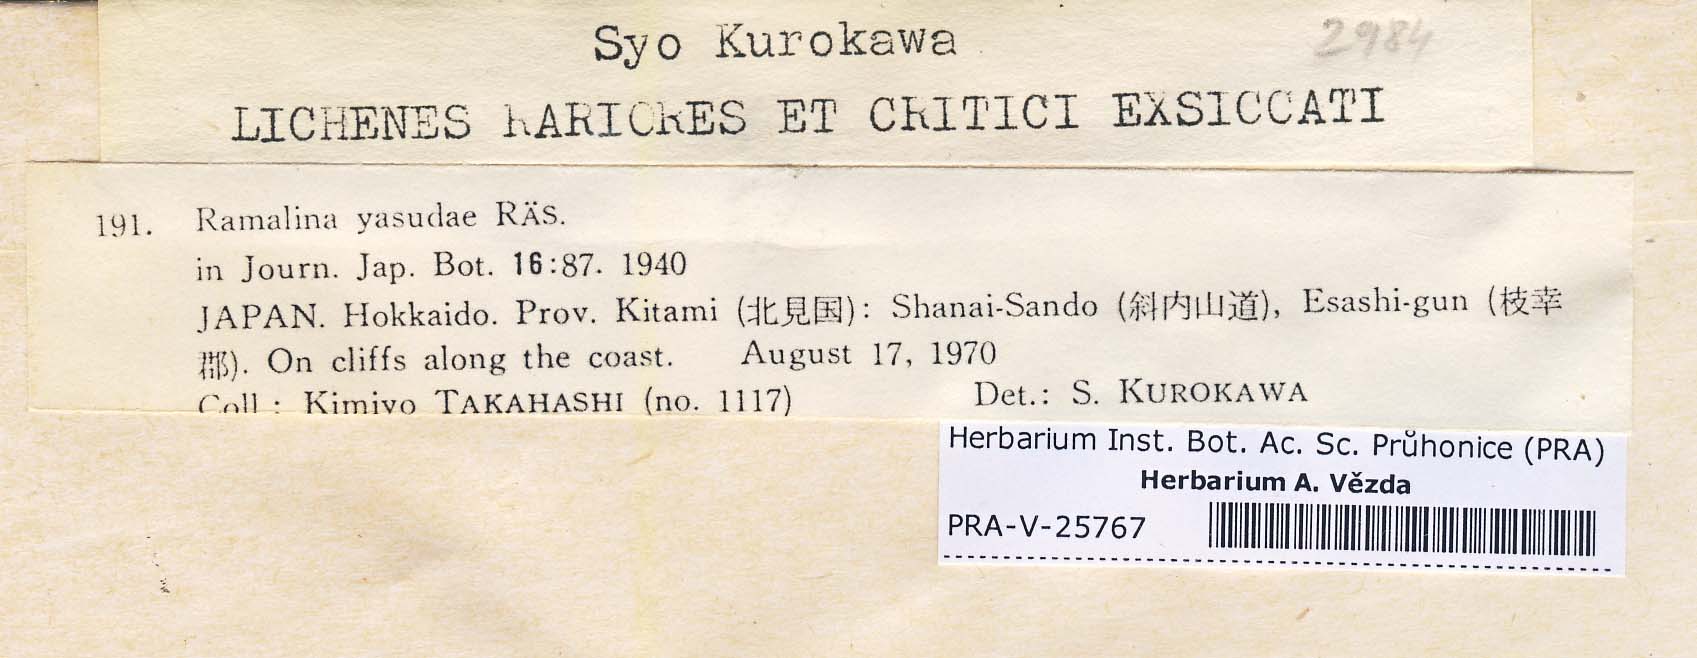 Syo Kurokawa
2984
LICHENES RARIORES ET CRITICI EXSICCATI
191. Ramalina yasudae RÄS.
in Journ. Jap. Bot. 16:87. 1940
JAPAN. Hokkaido. Prov. Kitami (北見国): Shanai-Sando (斜内山道), Esashi-gun (枝幸
郡). On cliffs along the coast. August 17, 1970
Coll.: Kimiyo TAKAHASHI (no. 1117) Det.: S. KUROKAWA
Herbarium Inst. Bot. Ac. Sc. Průhonice (PRA)
Herbarium A. Vězda
PRA-V-25767